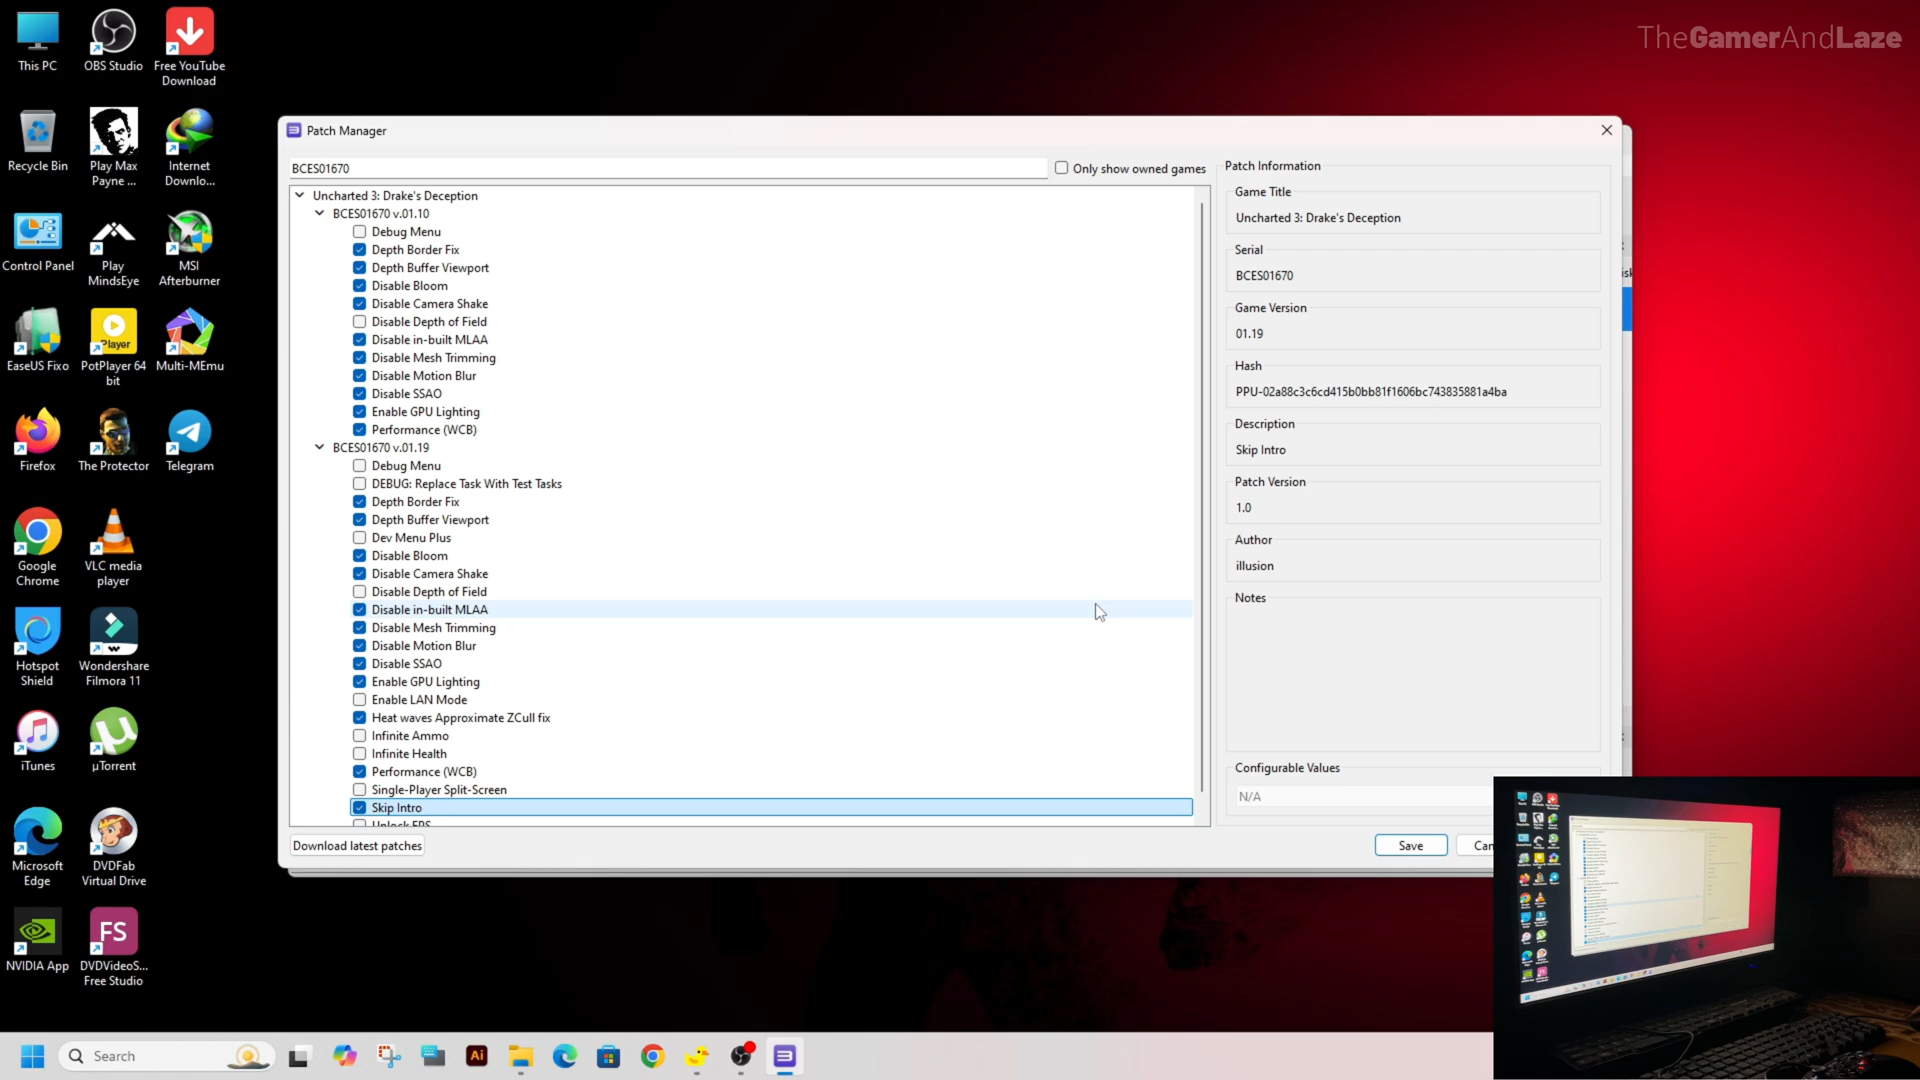 TheGamerAndLaze
This PC
OBS Studio
Free YouTube
Download
Recycle Bin
Play Max
Payne ...
Internet
Downlo...
Control Panel
Play
MindsEye
MSI
Afterburner
EaseUS Fixo
Player
PotPlayer 64
bit
Multi-MEmu
Firefox
The Protector
Telegram
Google
Chrome
VLC media
player
Hotspot
Shield
Wondershare
Filmora 11
iTunes
µTorrent
Microsoft
Edge
DVDFab
Virtual Drive
NVIDIA App
FS
DVDVideoS...
Free Studio
Patch Manager
BCES01670
Only show owned games
Uncharted 3: Drake's Deception
BCES01670 v.01.10
Debug Menu
Depth Border Fix
Depth Buffer Viewport
Disable Bloom
Disable Camera Shake
Disable Depth of Field
Disable in-built MLAA
Disable Mesh Trimming
Disable Motion Blur
Disable SSAO
Enable GPU Lighting
Performance (WCB)
BCES01670 v.01.19
Debug Menu
DEBUG: Replace Task With Test Tasks
Depth Border Fix
Depth Buffer Viewport
Dev Menu Plus
Disable Bloom
Disable Camera Shake
Disable Depth of Field
Disable in-built MLAA
Disable Mesh Trimming
Disable Motion Blur
Disable SSAO
Enable GPU Lighting
Enable LAN Mode
Heat waves Approximate ZCull fix
Infinite Ammo
Infinite Health
Performance (WCB)
Single-Player Split-Screen
Skip Intro
Unlock FPS
Download latest patches
Patch Information
Game Title
Uncharted 3: Drake's Deception
Serial
BCES01670
Game Version
01.19
Hash
PPU-02a88c3c6cd415b0bb81f1606bc743835881a4ba
Description
Skip Intro
Patch Version
1.0
Author
illusion
Notes
Configurable Values
N/A
Save
Can
Search
Ai